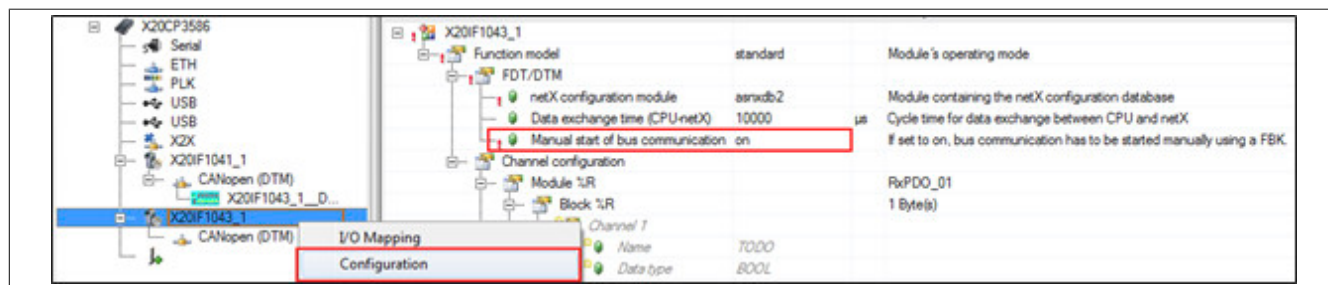 X20CP3586
Serial
ETH
PLK
USB
USB
X2X
X20IF1041_1
CANopen (DTM)
X20IF1043_1__D...
X20IF1043_1
CANopen (DTM)
I/O Mapping
Configuration
X20IF1043_1
Function model standard Module's operating mode
FDT/DTM
netX configuration module asnxdb2 Module containing the netX configuration database
Data exchange time (CPU-netX) 10000 µs Cycle time for data exchange between CPU and netX
Manual start of bus communication on If set to on, bus communication has to be started manually using a FBK.
Channel configuration
Module %R RxPDO_01
Block %R 1 Byte(s)
Channel 1
Name TODO
Data type BOOL